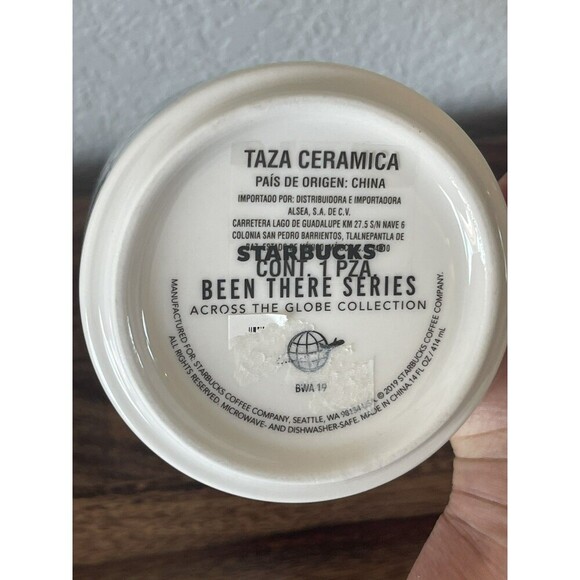 TAZA CERAMICA
PAÍS DE ORIGEN: CHINA
IMPORTADO POR: DISTRIBUIDORA E IMPORTADORA
ALSEA, S.A. DE C.V.
CARRETERA LAGO DE GUADALUPE KM 27.5 S/N NAVE 6
COLONIA SAN PEDRO BARRIENTOS, TLALNEPANTLA DE
STARBUCKS
CONT. 1 PZA.
BEEN THERE SERIES
ACROSS THE GLOBE COLLECTION
BWA 19
MANUFACTURED FOR: STARBUCKS COFFEE COMPANY, SEATTLE, WA 98134 USA © 2019 STARBUCKS COFFEE COMPANY.
ALL RIGHTS RESERVED. MICROWAVE- AND DISHWASHER-SAFE. MADE IN CHINA. 14 FL OZ / 414 mL